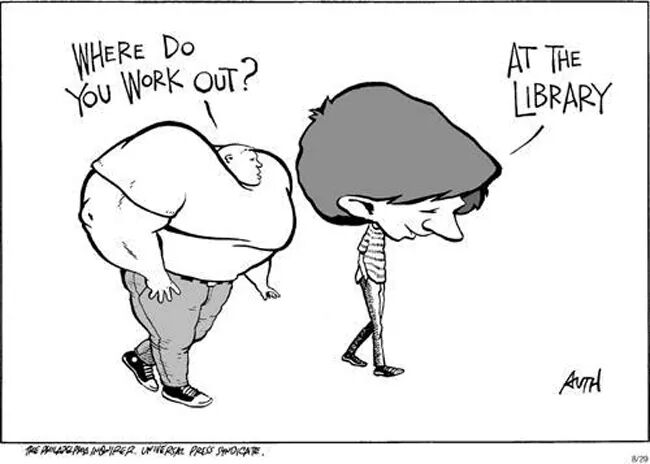 WHERE DO
YOU WORK OUT?
AT THE
LIBRARY
AUTH
THE PHILADELPHIA INQUIRER. UNIVERSAL PRESS SYNDICATE.
8/29